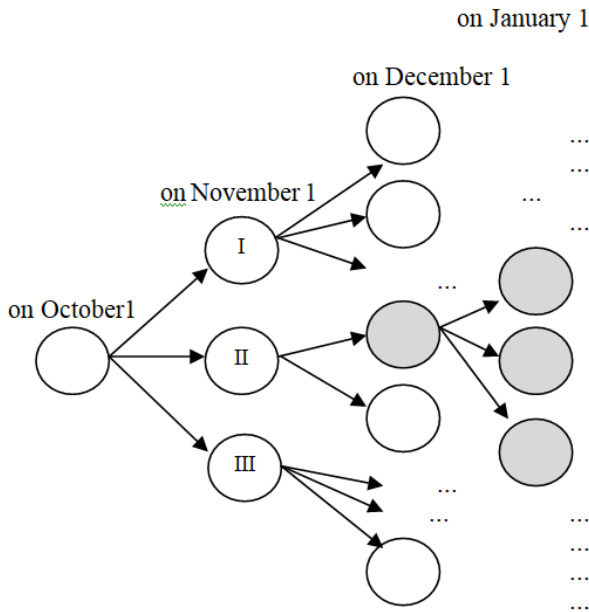 on January 1
on December 1
...
...
on November 1
...
...
I
...
on October1
II
III
...
...
...
...
...
...